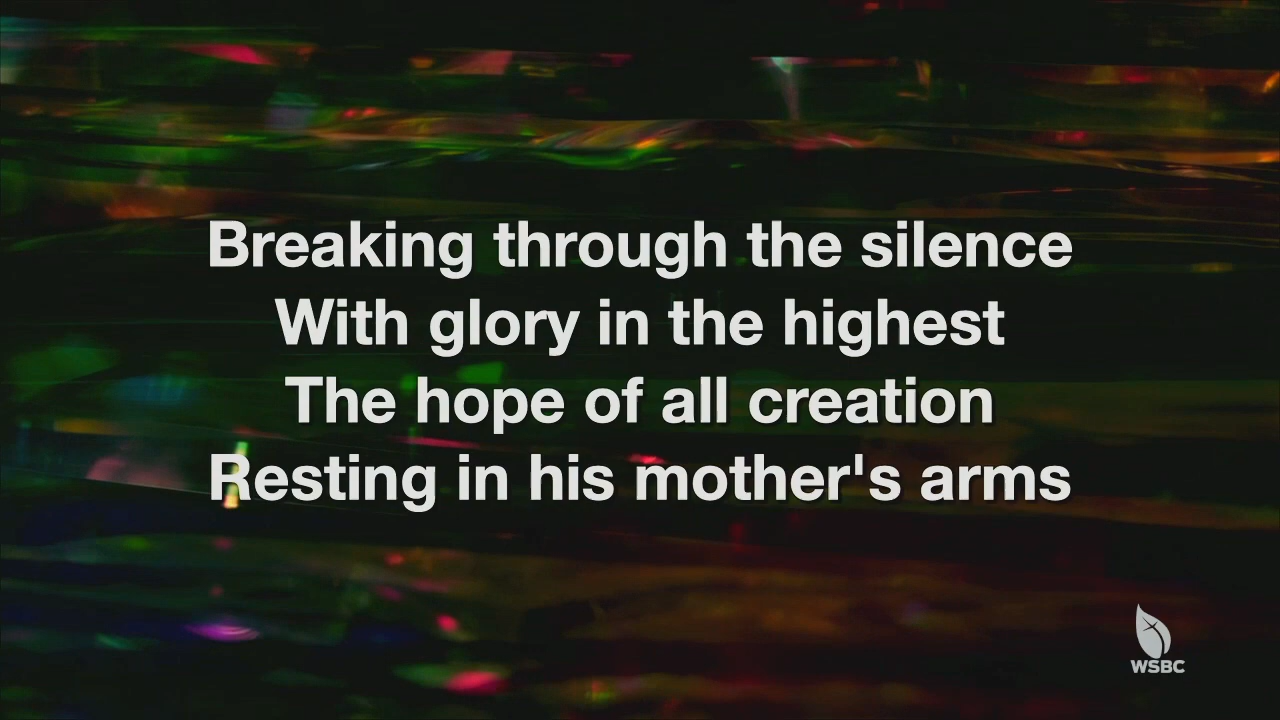 Breaking through the silence
With glory in the highest
The hope of all creation
Resting in his mother's arms
WSBC